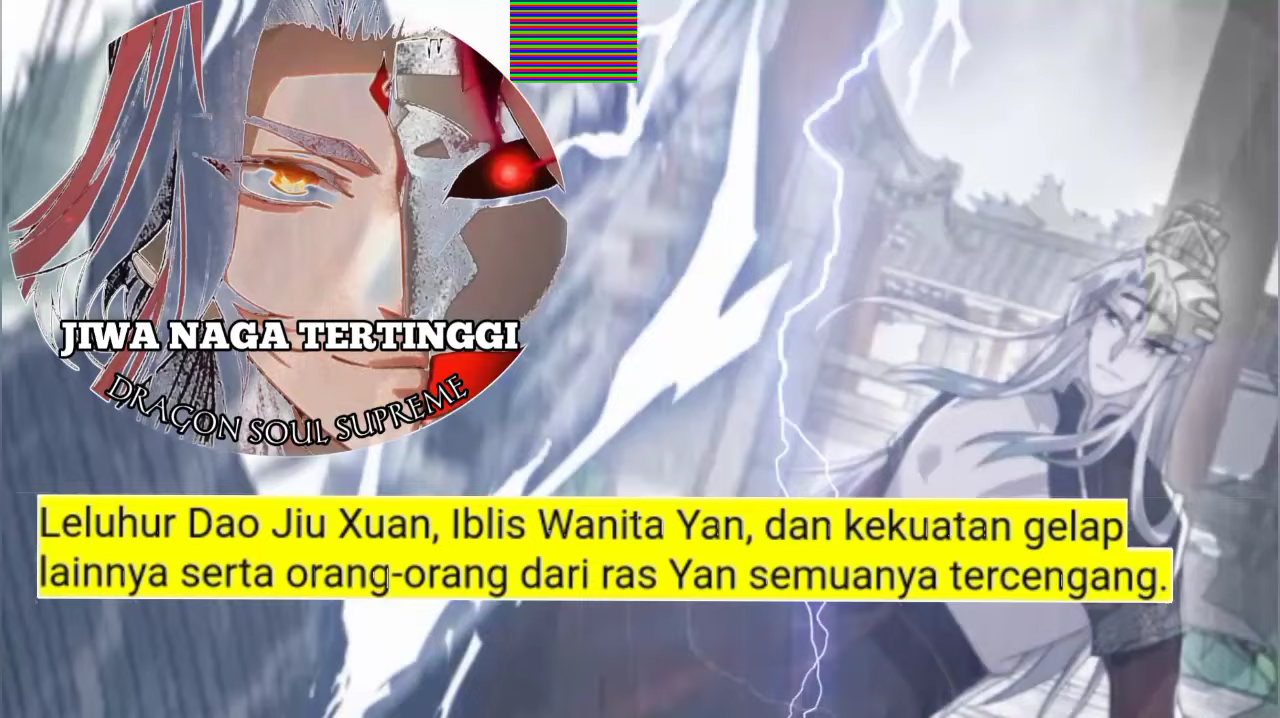 JIWA NAGA TERTINGGI
DRAGON SOUL SUPREME
Leluhur Dao Jiu Xuan, Iblis Wanita Yan, dan kekuatan gelap
lainnya serta orang-orang dari ras Yan semuanya tercengang.